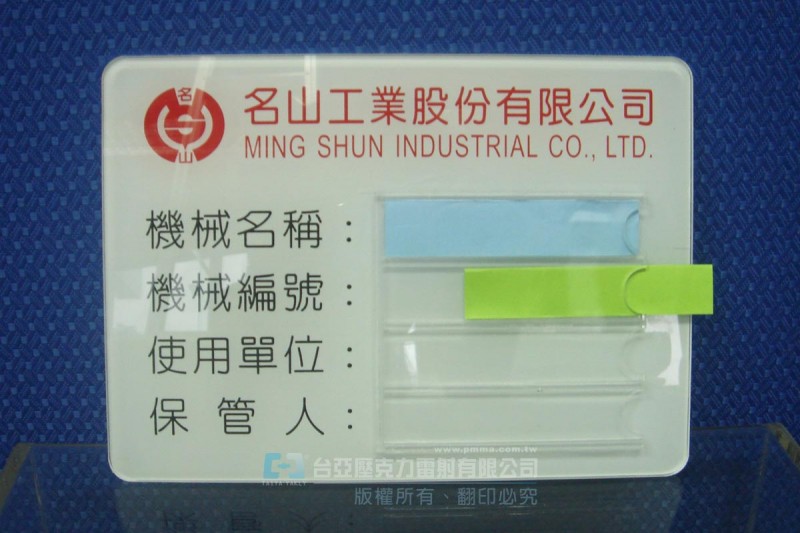 名
山
名山工業股份有限公司
MING SHUN INDUSTRIAL CO., LTD.
機械名稱：
機械編號：
使用單位：
保管人：
www.pmma.com.tw
台亞壓克力雷射有限公司
版權所有、翻印必究